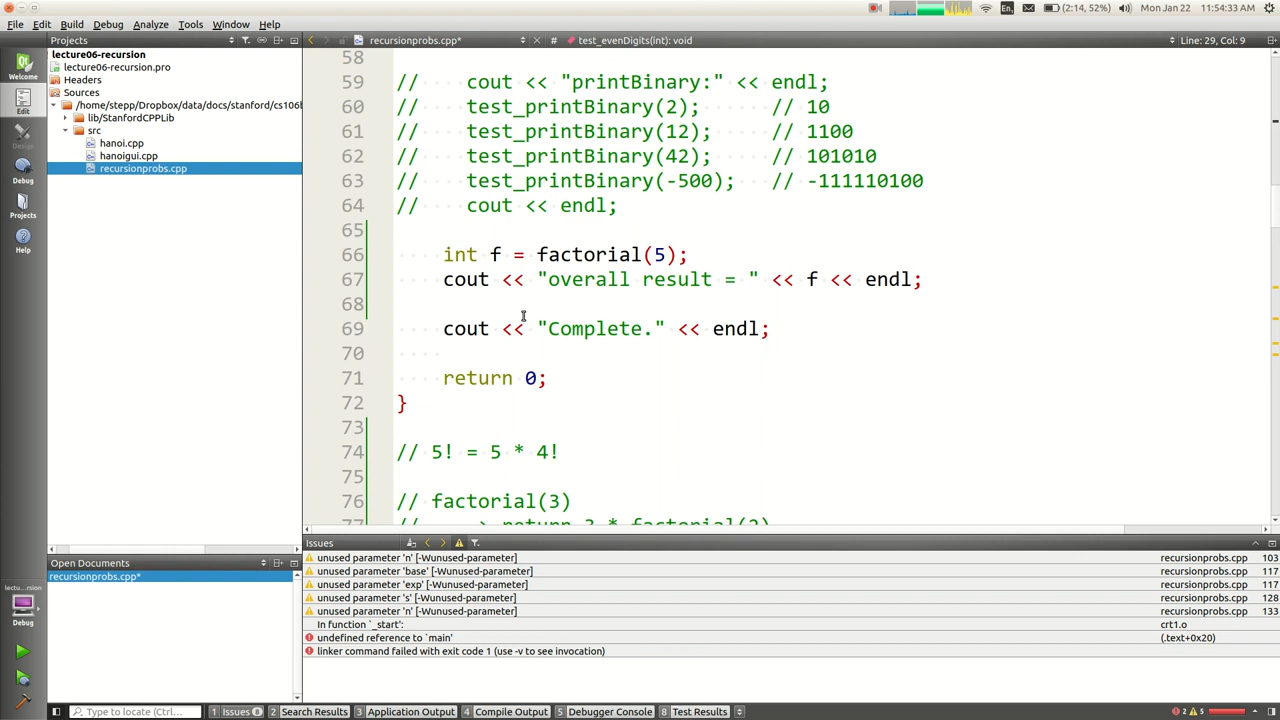 (2:14, 52%) Mon Jan 22 11:54:33 AM
En
File Edit Build Debug Analyze Tools Window Help
Projects
recursionprobs.cpp*
# test_evenDigits(int): void
Line: 29, Col: 9
Welcome
Edit
Design
Debug
Projects
Help
lecture06-recursion
lecture06-recursion.pro
Headers
Sources
/home/stepp/Dropbox/data/docs/stanford/cs106b
lib/StanfordCPPLib
src
hanoi.cpp
hanoigui.cpp
recursionprobs.cpp
58
59 // cout << "printBinary:" << endl;
60 // test_printBinary(2); // 10
61 // test_printBinary(12); // 1100
62 // test_printBinary(42); // 101010
63 // test_printBinary(-500); // -111110100
64 // cout << endl;
65
66 int f = factorial(5);
67 cout << "overall result = " << f << endl;
68
69 cout << "Complete." << endl;
70
71 return 0;
72 }
73
74 // 5! = 5 * 4!
75
76 // factorial(3)
77 // -> return 3 * factorial(2)
Open Documents
recursionprobs.cpp*
lectu...ursion
Debug
Issues
unused parameter 'n' [-Wunused-parameter] recursionprobs.cpp 103
unused parameter 'base' [-Wunused-parameter] recursionprobs.cpp 117
unused parameter 'exp' [-Wunused-parameter] recursionprobs.cpp 117
unused parameter 's' [-Wunused-parameter] recursionprobs.cpp 128
unused parameter 'n' [-Wunused-parameter] recursionprobs.cpp 133
In function `_start': crt1.o
undefined reference to `main' (.text+0x20)
linker command failed with exit code 1 (use -v to see invocation)
Type to locate (Ctrl+...
1 Issues 8
2 Search Results
3 Application Output
4 Compile Output
5 Debugger Console
8 Test Results
2 5